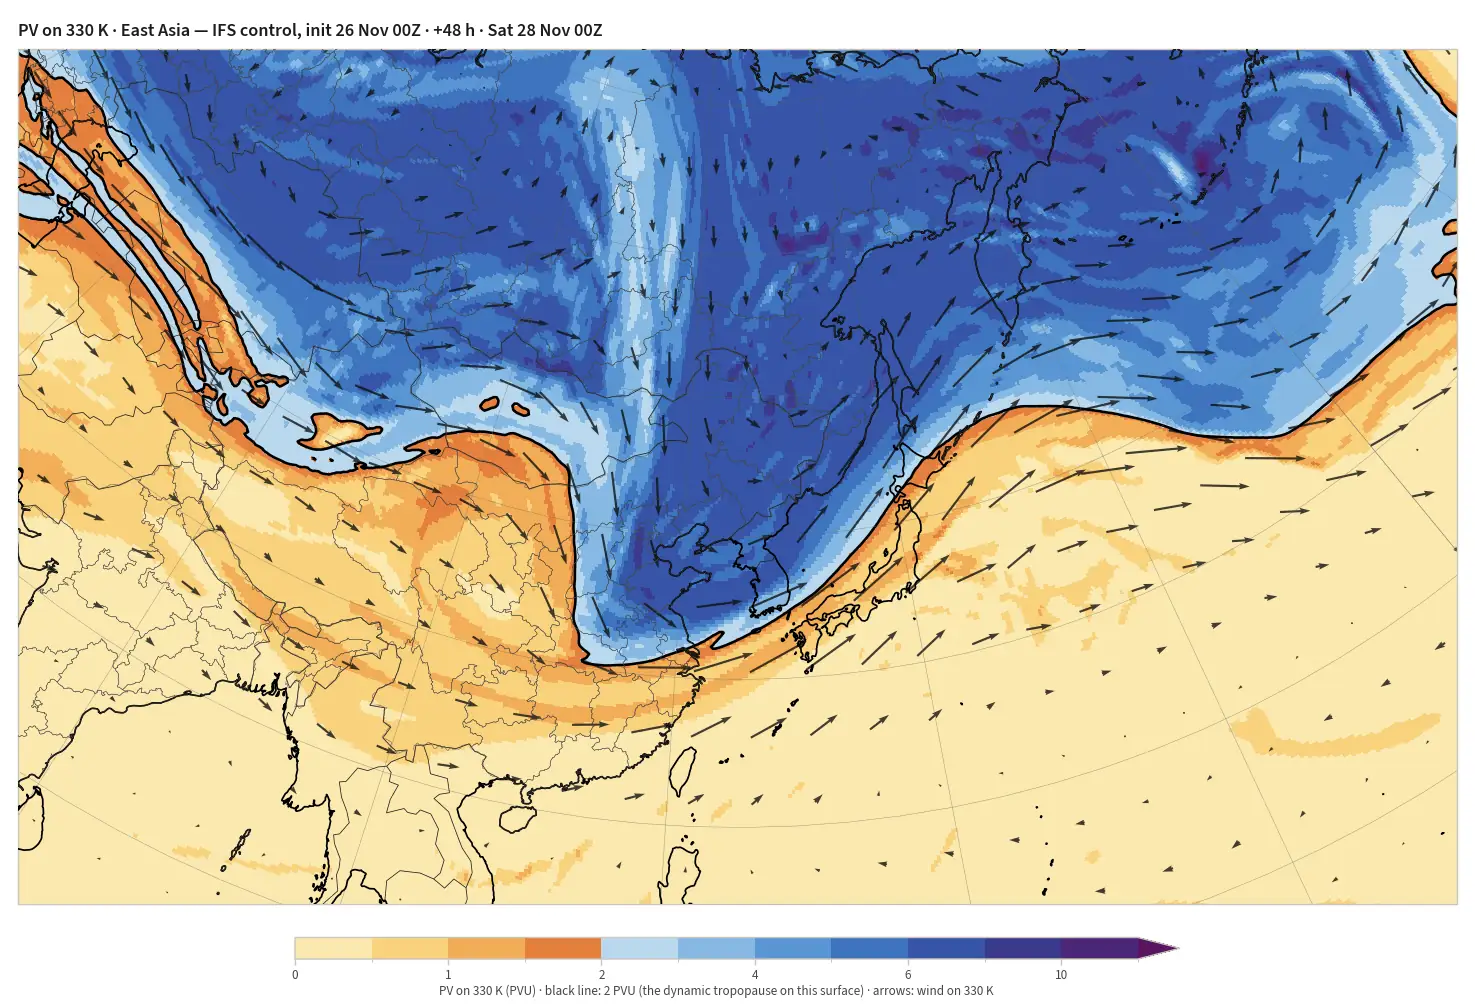 PV on 330 K · East Asia — IFS control, init 26 Nov 00Z · +48 h · Sat 28 Nov 00Z
0 1 2 4 6 10
PV on 330 K (PVU) · black line: 2 PVU (the dynamic tropopause on this surface) · arrows: wind on 330 K